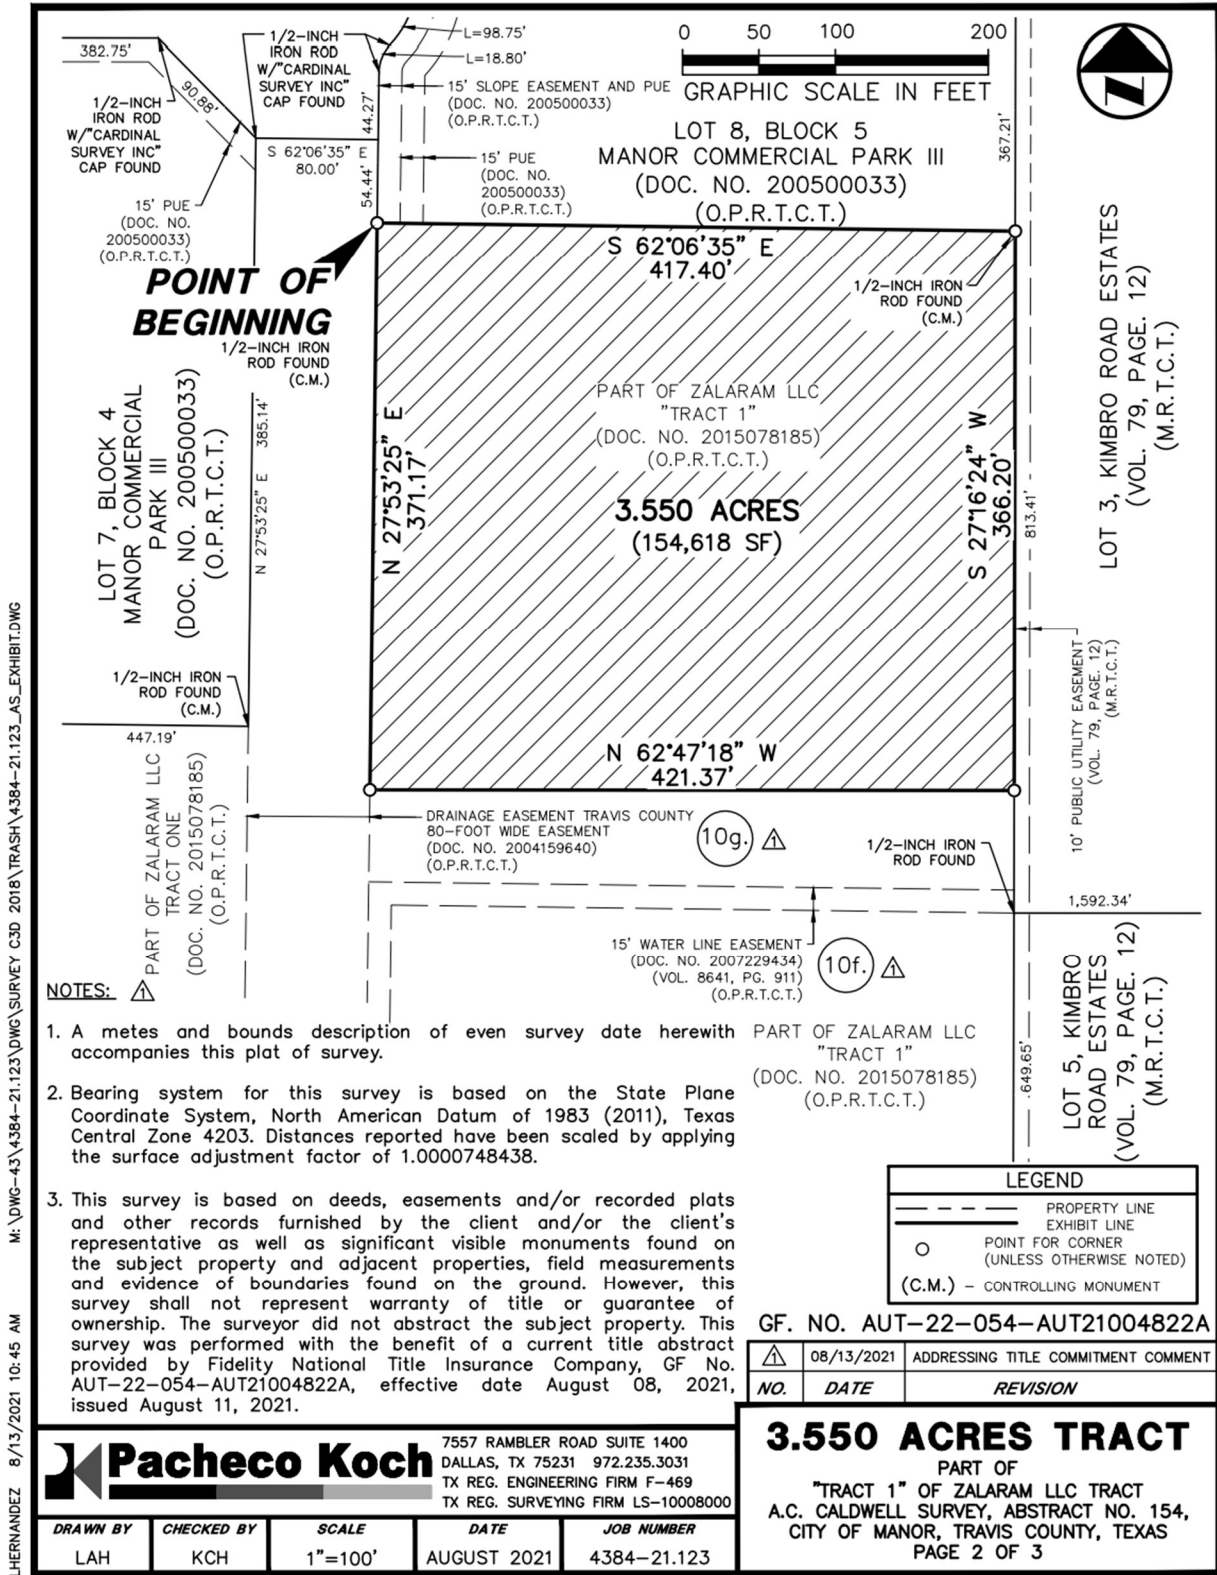 382.75'
90.88'
1/2-INCH
IRON ROD
W/"CARDINAL
SURVEY INC"
CAP FOUND
1/2-INCH
IRON ROD
W/"CARDINAL
SURVEY INC"
CAP FOUND
L=98.75'
L=18.80'
15' SLOPE EASEMENT AND PUE
(DOC. NO. 200500033)
(O.P.R.T.C.T.)
44.27'
S 62°06'35" E
80.00'
54.44'
15' PUE
(DOC. NO.
200500033)
(O.P.R.T.C.T.)
15' PUE
(DOC. NO.
200500033)
(O.P.R.T.C.T.)
0 50 100 200
GRAPHIC SCALE IN FEET
LOT 8, BLOCK 5
MANOR COMMERCIAL PARK III
(DOC. NO. 200500033)
(O.P.R.T.C.T.)
367.21'
Z
POINT OF
BEGINNING
1/2-INCH IRON
ROD FOUND
(C.M.)
S 62°06'35" E
417.40'
1/2-INCH IRON
ROD FOUND
(C.M.)
LOT 3, KIMBRO ROAD ESTATES
(VOL. 79, PAGE. 12)
(M.R.T.C.T.)
LOT 7, BLOCK 4
MANOR COMMERCIAL
PARK III
(DOC. NO. 200500033)
(O.P.R.T.C.T.)
N 27°53'25" E 385.14'
N 27°53'25" E
371.17'
PART OF ZALARAM LLC
"TRACT 1"
(DOC. NO. 2015078185)
(O.P.R.T.C.T.)
3.550 ACRES
(154,618 SF)
S 27°16'24" W
366.20'
813.41'
1/2-INCH IRON
ROD FOUND
(C.M.)
447.19'
N 62°47'18" W
421.37'
10' PUBLIC UTILITY EASEMENT
(VOL. 79, PAGE. 12)
(M.R.T.C.T.)
PART OF ZALARAM LLC
TRACT ONE
(DOC. NO. 2015078185)
(O.P.R.T.C.T.)
DRAINAGE EASEMENT TRAVIS COUNTY
80-FOOT WIDE EASEMENT
(DOC. NO. 2004159640)
(O.P.R.T.C.T.)
10g. 1
1/2-INCH IRON
ROD FOUND
1,592.34'
15' WATER LINE EASEMENT
(DOC. NO. 2007229434)
(VOL. 8641, PG. 911)
(O.P.R.T.C.T.)
10f. 1
PART OF ZALARAM LLC
"TRACT 1"
(DOC. NO. 2015078185)
(O.P.R.T.C.T.)
649.65'
LOT 5, KIMBRO
ROAD ESTATES
(VOL. 79, PAGE. 12)
(M.R.T.C.T.)
NOTES: 1
1. A metes and bounds description of even survey date herewith
accompanies this plat of survey.
2. Bearing system for this survey is based on the State Plane
Coordinate System, North American Datum of 1983 (2011), Texas
Central Zone 4203. Distances reported have been scaled by applying
the surface adjustment factor of 1.0000748438.
3. This survey is based on deeds, easements and/or recorded plats
and other records furnished by the client and/or the client's
representative as well as significant visible monuments found on
the subject property and adjacent properties, field measurements
and evidence of boundaries found on the ground. However, this
survey shall not represent warranty of title or guarantee of
ownership. The surveyor did not abstract the subject property. This
survey was performed with the benefit of a current title abstract
provided by Fidelity National Title Insurance Company, GF No.
AUT-22-054-AUT21004822A, effective date August 08, 2021,
issued August 11, 2021.
LEGEND
PROPERTY LINE
EXHIBIT LINE
POINT FOR CORNER
(UNLESS OTHERWISE NOTED)
(C.M.) - CONTROLLING MONUMENT
GF. NO. AUT-22-054-AUT21004822A
1 08/13/2021 ADDRESSING TITLE COMMITMENT COMMENT
NO. DATE REVISION
Pacheco Koch
7557 RAMBLER ROAD SUITE 1400
DALLAS, TX 75231 972.235.3031
TX REG. ENGINEERING FIRM F-469
TX REG. SURVEYING FIRM LS-10008000
DRAWN BY CHECKED BY SCALE DATE JOB NUMBER
LAH KCH 1"=100' AUGUST 2021 4384-21.123
3.550 ACRES TRACT
PART OF
"TRACT 1" OF ZALARAM LLC TRACT
A.C. CALDWELL SURVEY, ABSTRACT NO. 154,
CITY OF MANOR, TRAVIS COUNTY, TEXAS
PAGE 2 OF 3
LHERNANDEZ 8/13/2021 10:45 AM M:\DWG-43\4384-21.123\DWG\SURVEY C3D 2018\TRASH\4384-21.123_AS_EXHIBIT.DWG